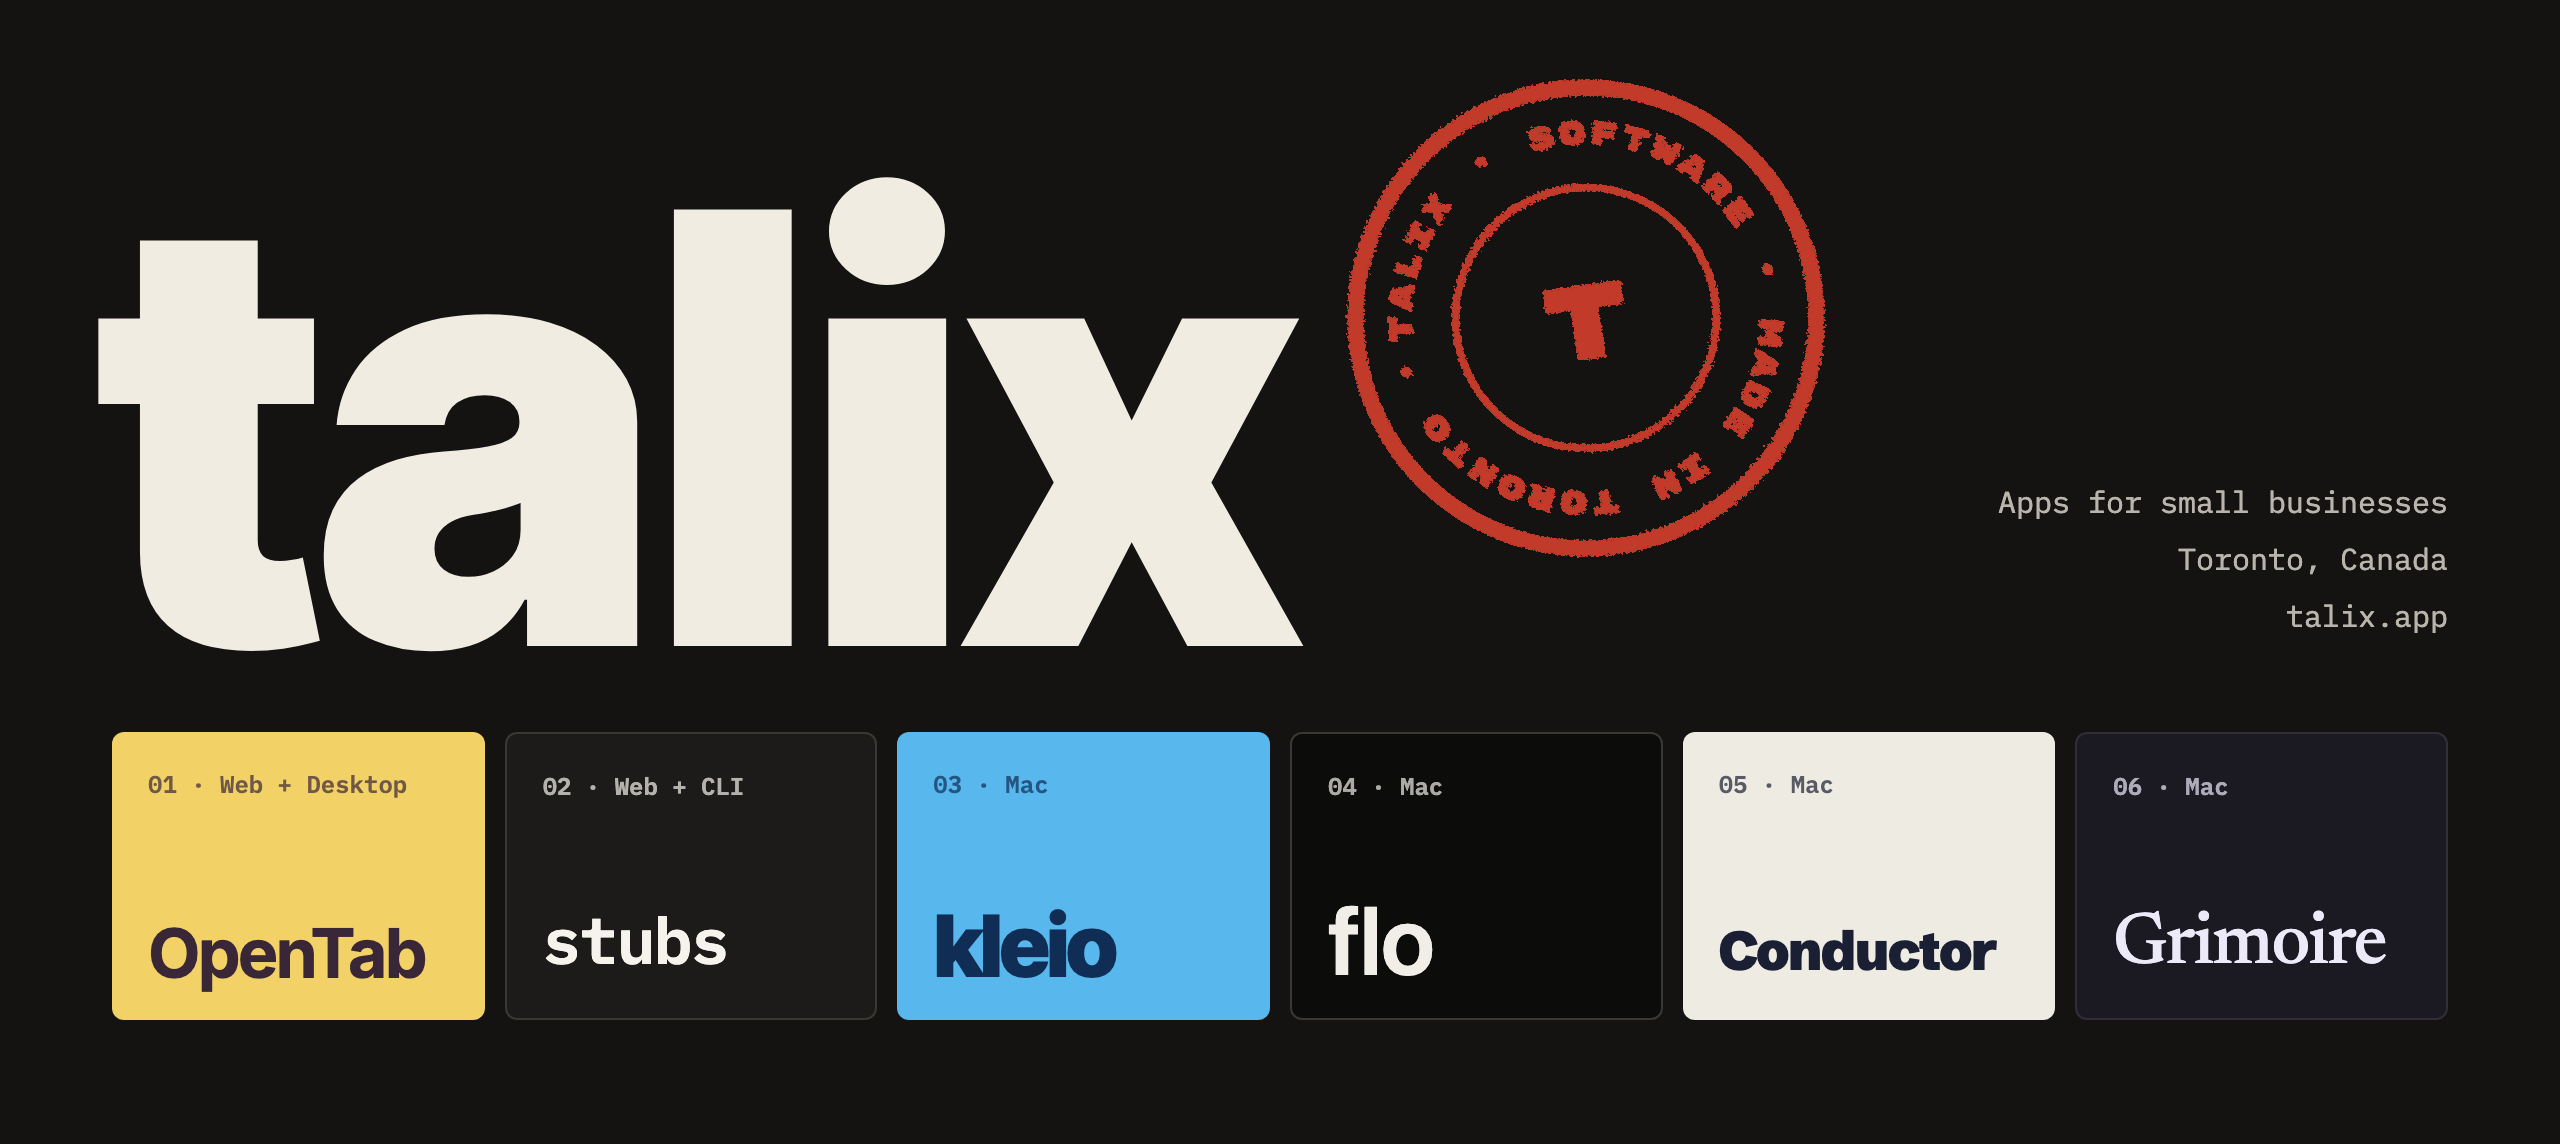 talix
SOFTWARE • MADE IN TORONTO • TALIX •
T
Apps for small businesses
Toronto, Canada
talix.app
01 · Web + Desktop
OpenTab
02 · Web + CLI
stubs
03 · Mac
kleio
04 · Mac
flo
05 · Mac
Conductor
06 · Mac
Grimoire